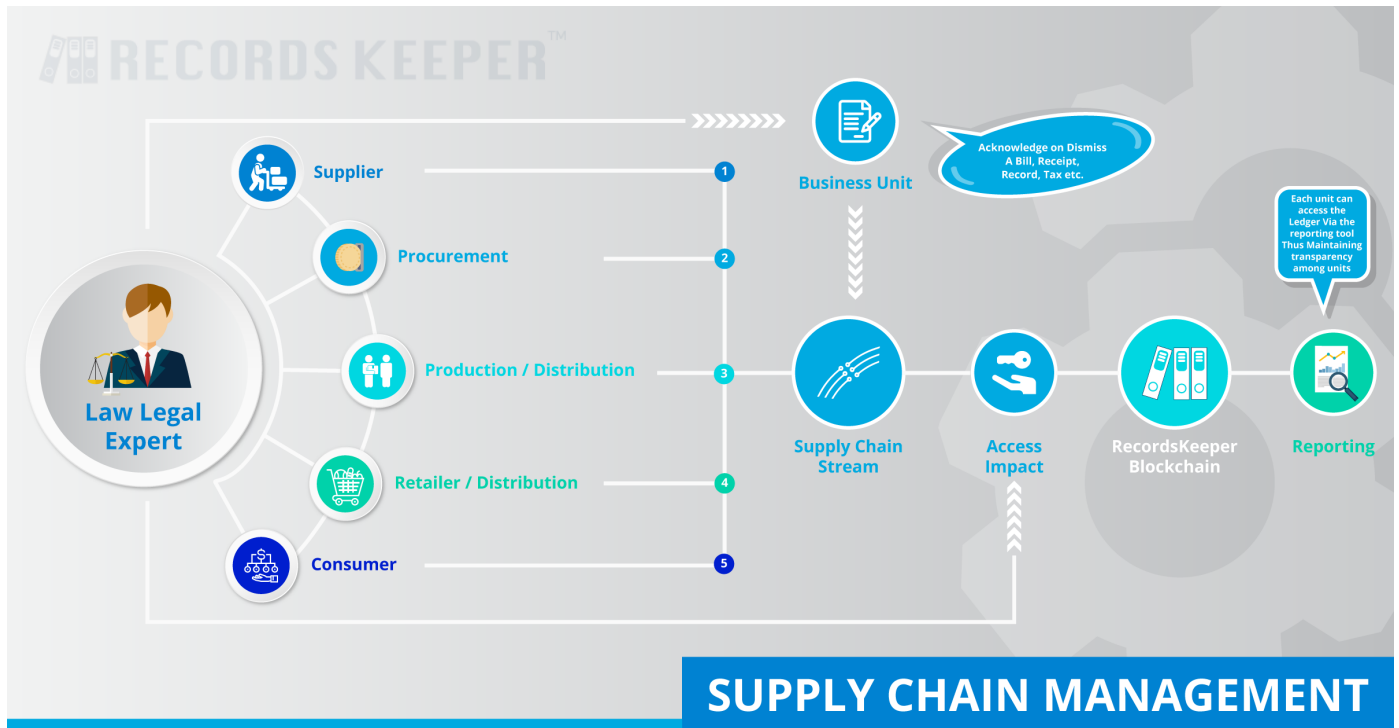 RECORDS KEEPER™
Supplier
1
Business Unit
Acknowledge on Dismiss
A Bill, Receipt,
Record, Tax etc.
Procurement
2
Each unit can
access the
Ledger Via the
reporting tool
Thus Maintaining
transparency
among units
Law Legal
Expert
Production / Distribution
3
Supply Chain
Stream
Access
Impact
RecordsKeeper
Blockchain
Reporting
Retailer / Distribution
4
Consumer
5
SUPPLY CHAIN MANAGEMENT